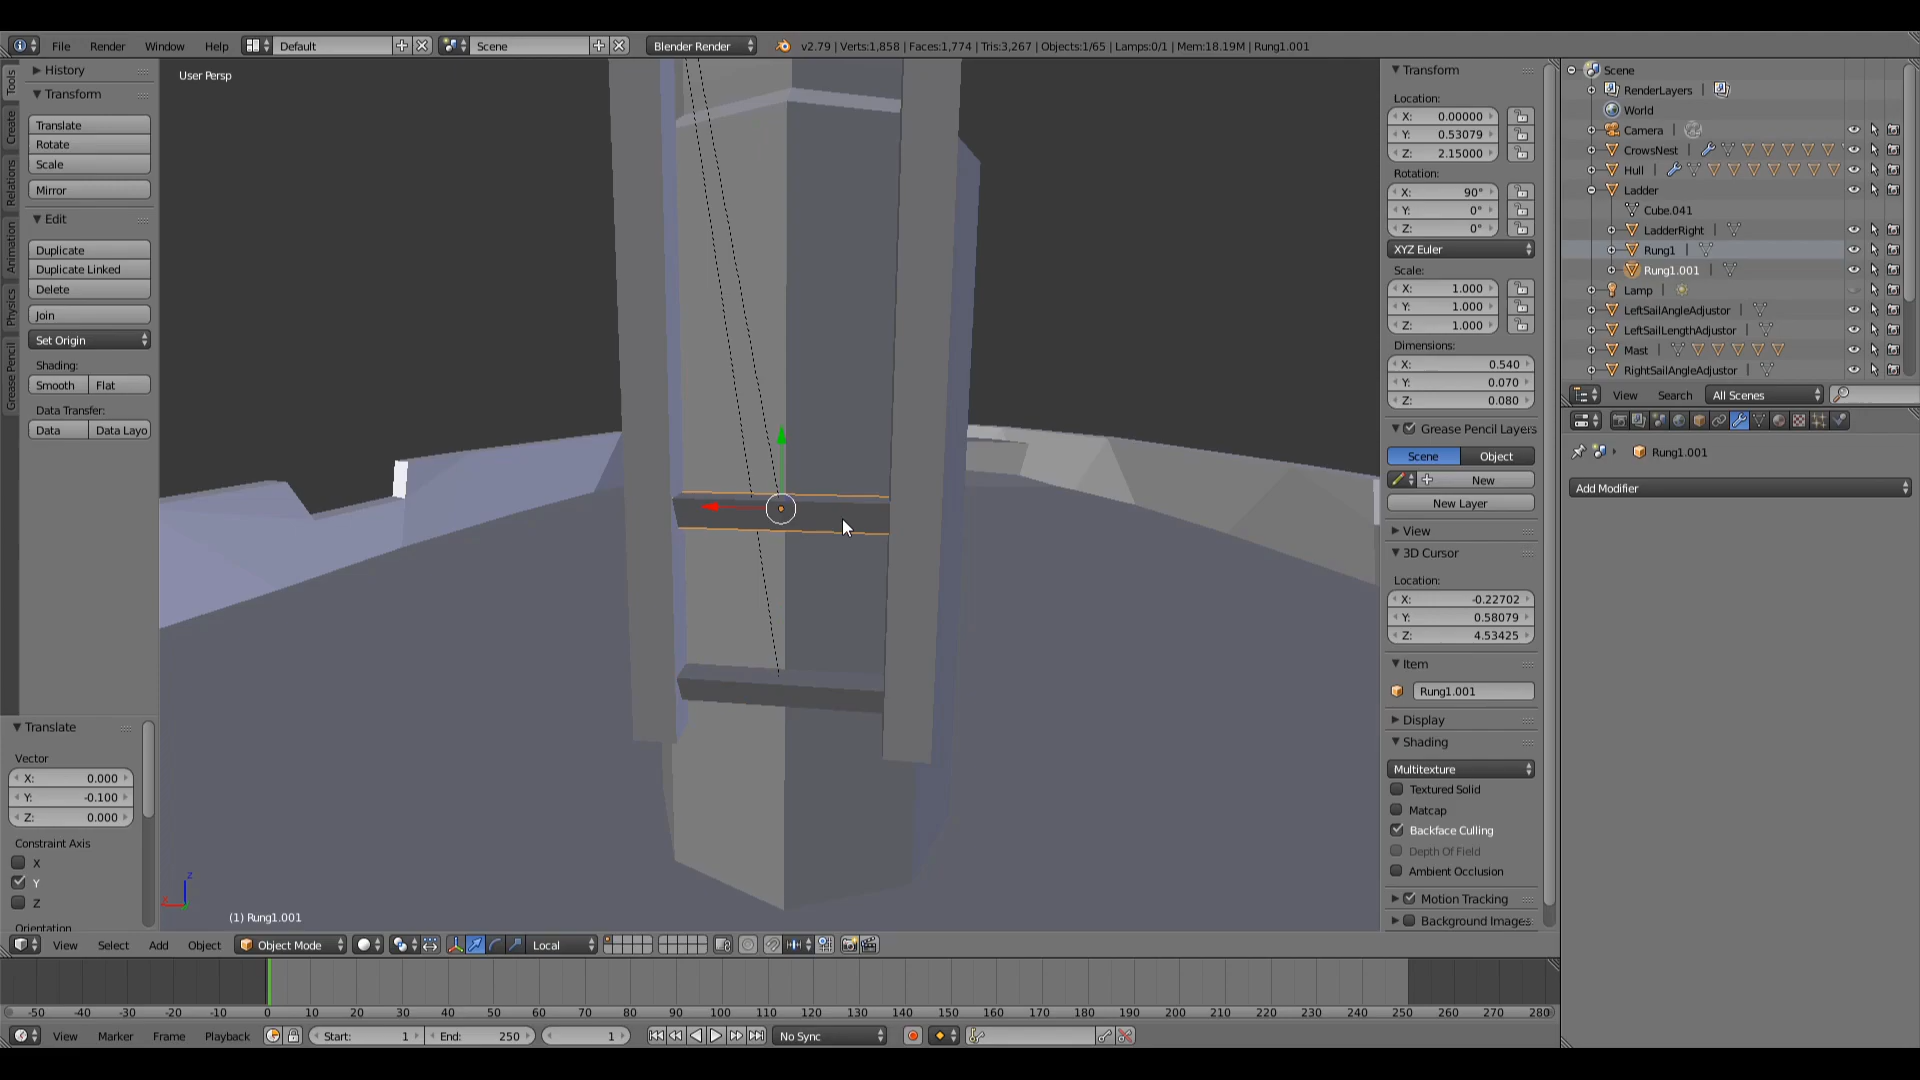 File Render Window Help Default Scene Blender Render v2.79 | Verts:1,858 | Faces:1,774 | Tris:3,267 | Objects:1/65 | Lamps:0/1 | Mem:18.19M | Rung1.001
Tools
Create
Relations
Animation
Physics
Grease Pencil
History
Transform
Translate
Rotate
Scale
Mirror
Edit
Duplicate
Duplicate Linked
Delete
Join
Set Origin
Shading:
Smooth Flat
Data Transfer:
Data Data Layo
Translate
Vector
X: 0.000
Y: -0.100
Z: 0.000
Constraint Axis
X
Y
Z
Orientation
User Persp
(1) Rung1.001
Transform
Location:
X: 0.00000
Y: 0.53079
Z: 2.15000
Rotation:
X: 90°
Y: 0°
Z: 0°
XYZ Euler
Scale:
X: 1.000
Y: 1.000
Z: 1.000
Dimensions:
X: 0.540
Y: 0.070
Z: 0.080
Grease Pencil Layers
Scene Object
New
New Layer
View
3D Cursor
Location:
X: -0.22702
Y: 0.58079
Z: 4.53425
Item
Rung1.001
Display
Shading
Multitexture
Textured Solid
Matcap
Backface Culling
Depth Of Field
Ambient Occlusion
Motion Tracking
Background Images
Scene
RenderLayers
World
Camera
CrowsNest
Hull
Ladder
Cube.041
LadderRight
Rung1
Rung1.001
Lamp
LeftSailAngleAdjustor
LeftSailLengthAdjustor
Mast
RightSailAngleAdjustor
View Search All Scenes
Rung1.001
Add Modifier
View Select Add Object Object Mode Local
-50 -40 -30 -20 -10 0 10 20 30 40 50 60 70 80 90 100 110 120 130 140 150 160 170 180 190 200 210 220 230 240 250 260 270 280
View Marker Frame Playback Start: 1 End: 250 1 No Sync